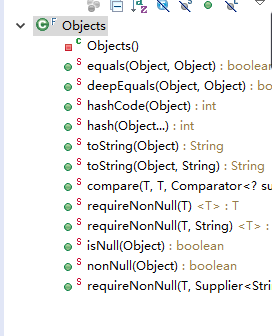 Objects
Objects()
equals(Object, Object) : boolean
deepEquals(Object, Object) : bo
hashCode(Object) : int
hash(Object...) : int
toString(Object) : String
toString(Object, String) : String
compare(T, T, Comparator<? su
requireNonNull(T) <T> : T
requireNonNull(T, String) <T> :
isNull(Object) : boolean
nonNull(Object) : boolean
requireNonNull(T, Supplier<Stri